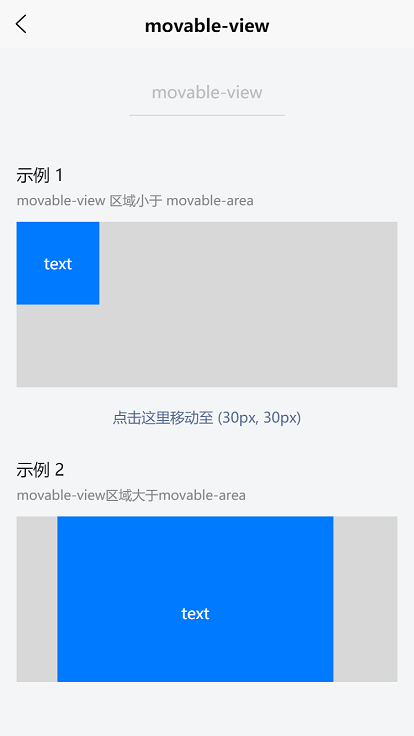 movable-view
movable-view
示例 1
movable-view 区域小于 movable-area
text
点击这里移动至 (30px, 30px)
示例 2
movable-view区域大于movable-area
text